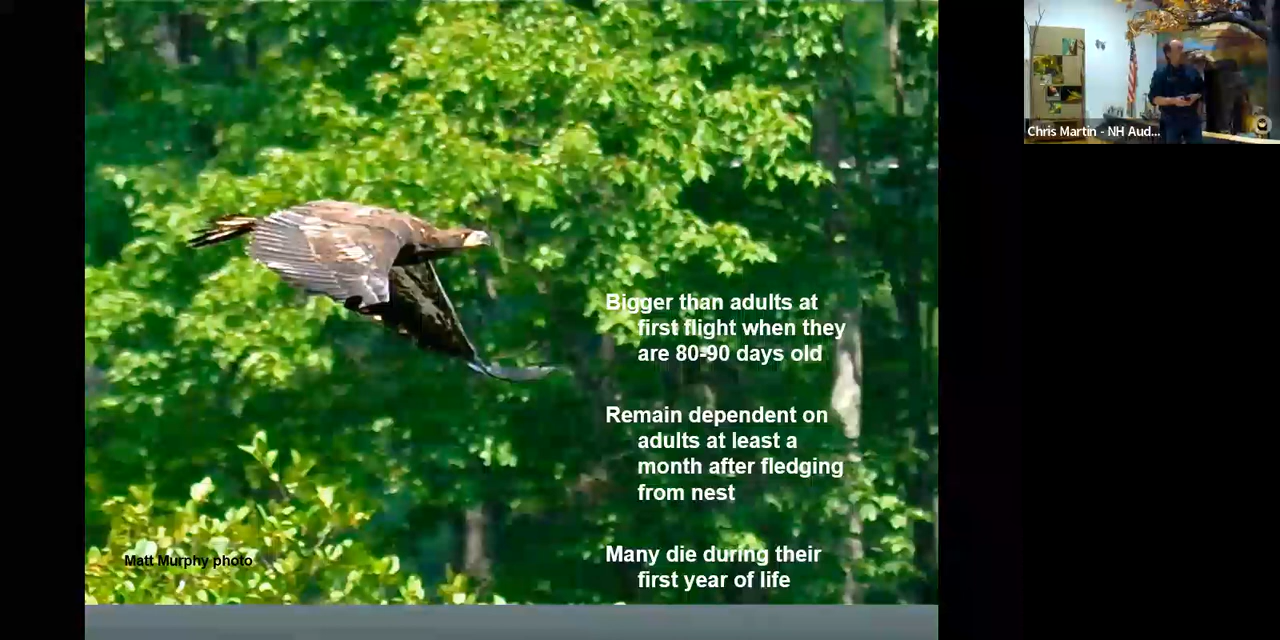 Chris Martin - NH Aud...
Bigger than adults at
first flight when they
are 80-90 days old
Remain dependent on
adults at least a
month after fledging
from nest
Many die during their
first year of life
Matt Murphy photo